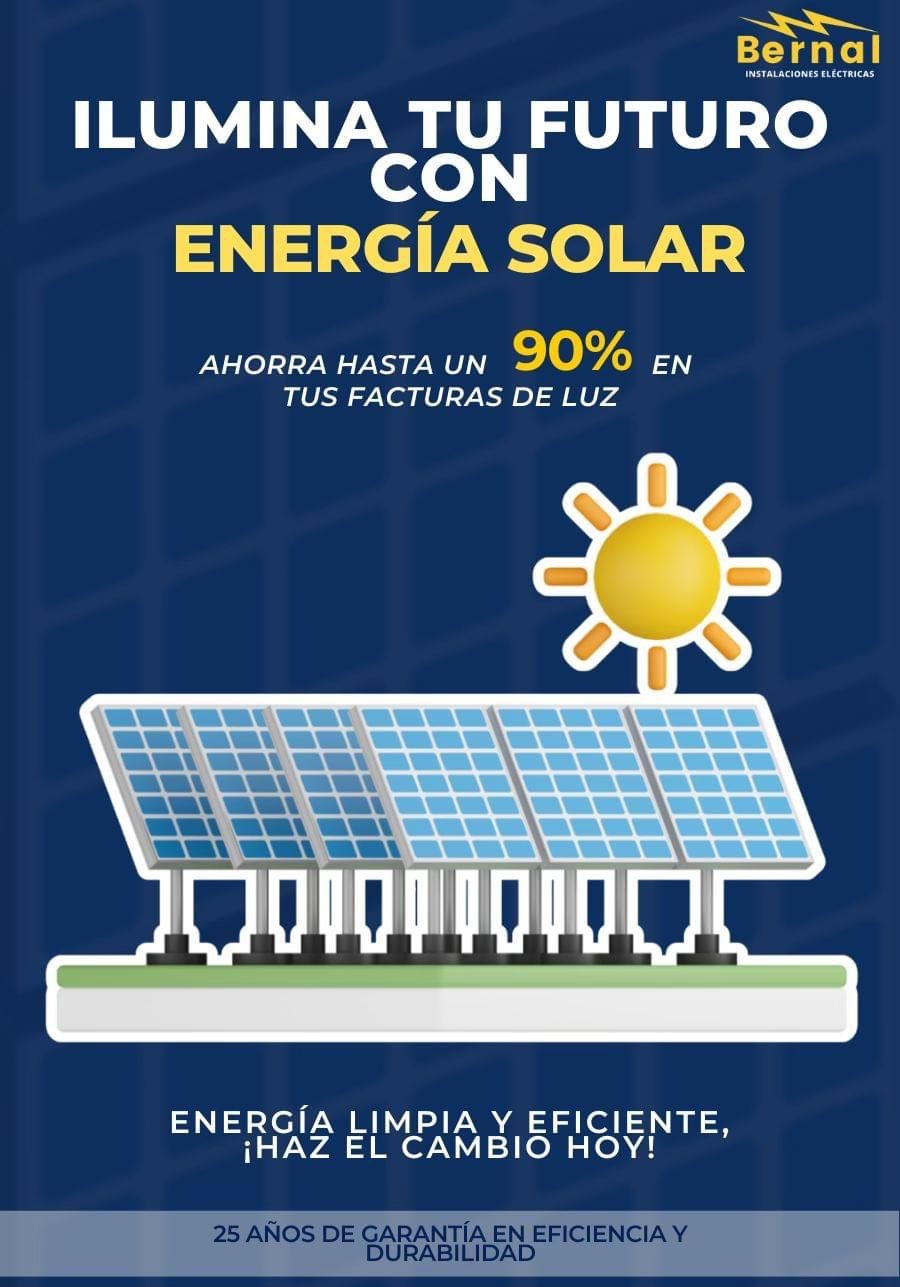 Bernal
INSTALACIONES ELÉCTRICAS
ILUMINA TU FUTURO
CON
ENERGÍA SOLAR
AHORRA HASTA UN 90% EN
TUS FACTURAS DE LUZ
ENERGÍA LIMPIA Y EFICIENTE,
¡HAZ EL CAMBIO HOY!
25 AÑOS DE GARANTÍA EN EFICIENCIA Y
DURABILIDAD